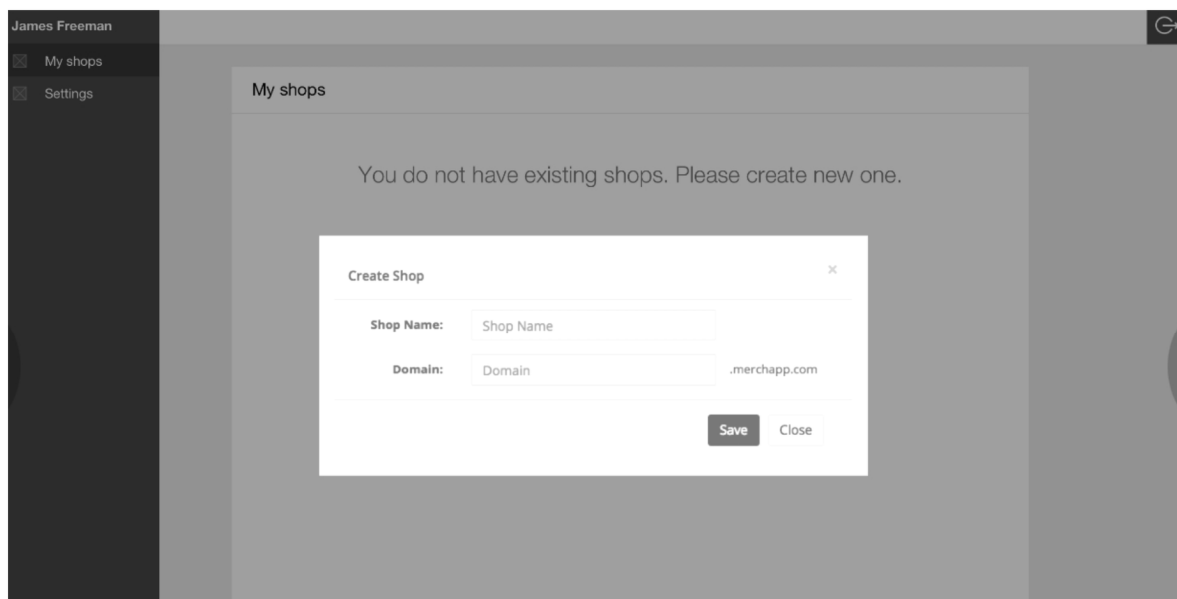 James Freeman
My shops
Settings
My shops
You do not have existing shops. Please create new one.
Create Shop
×
Shop Name: Shop Name
Domain: Domain .merchapp.com
Save Close